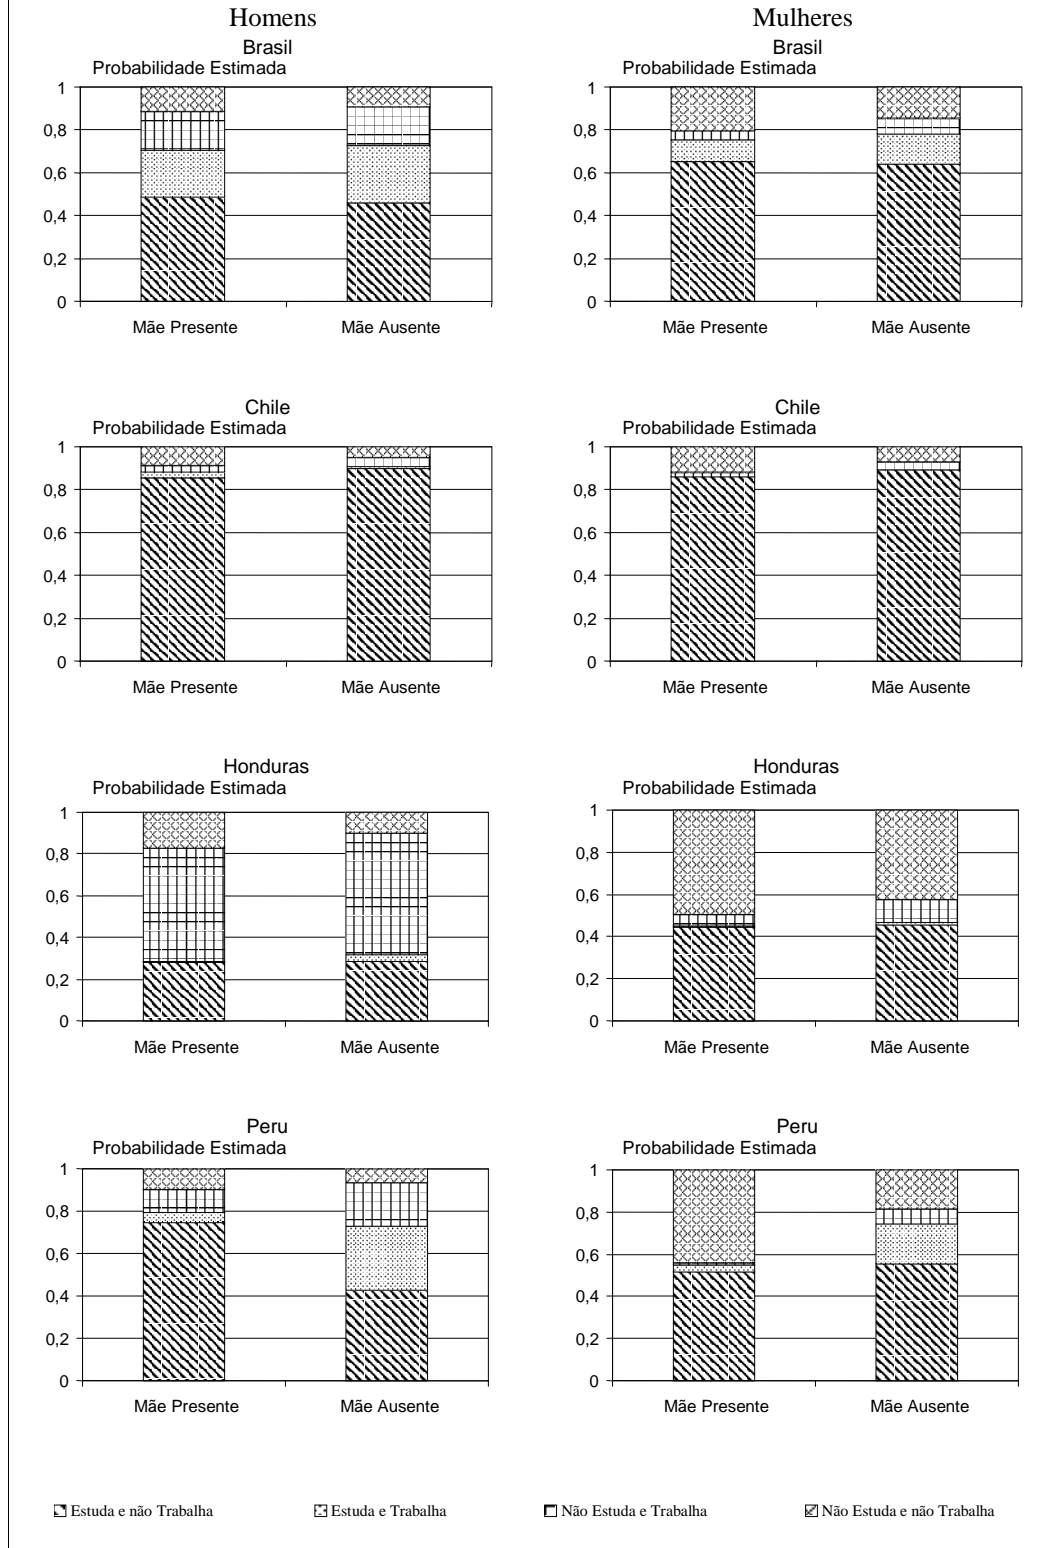 Homens
Mulheres
Brasil
Probabilidade Estimada
1
0,8
0,6
0,4
0,2
0
Mãe Presente
Mãe Ausente
Brasil
Probabilidade Estimada
1
0,8
0,6
0,4
0,2
0
Mãe Presente
Mãe Ausente
Chile
Probabilidade Estimada
1
0,8
0,6
0,4
0,2
0
Mãe Presente
Mãe Ausente
Chile
Probabilidade Estimada
1
0,8
0,6
0,4
0,2
0
Mãe Presente
Mãe Ausente
Honduras
Probabilidade Estimada
1
0,8
0,6
0,4
0,2
0
Mãe Presente
Mãe Ausente
Honduras
Probabilidade Estimada
1
0,8
0,6
0,4
0,2
0
Mãe Presente
Mãe Ausente
Peru
Probabilidade Estimada
1
0,8
0,6
0,4
0,2
0
Mãe Presente
Mãe Ausente
Peru
Probabilidade Estimada
1
0,8
0,6
0,4
0,2
0
Mãe Presente
Mãe Ausente
Estuda e não Trabalha
Estuda e Trabalha
Não Estuda e Trabalha
Não Estuda e não Trabalha